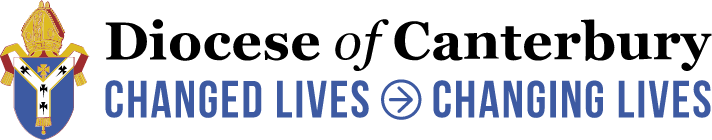 Diocese of Canterbury
CHANGED LIVES → CHANGING LIVES